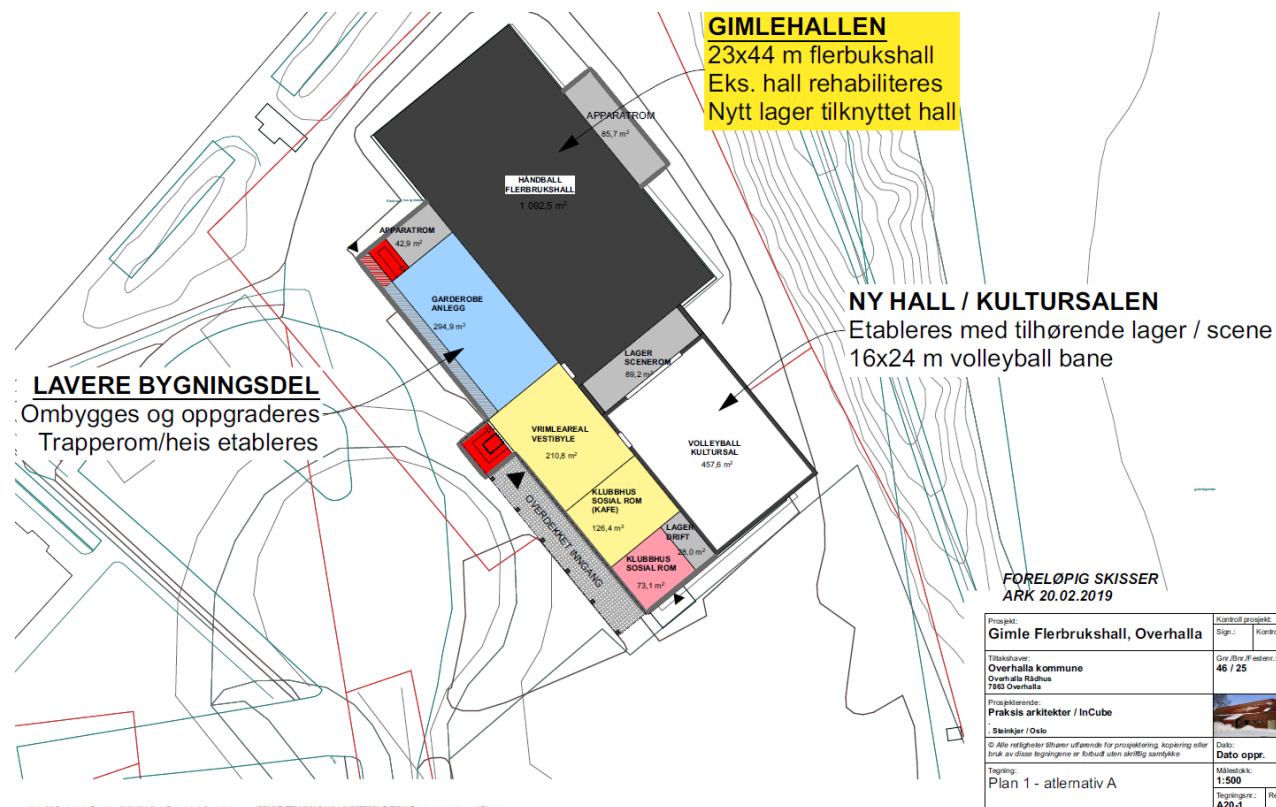 GIMLEHALLEN
23x44 m flerbukshall
Eks. hall rehabiliteres
Nytt lager tilknyttet hall
APPARATROM
85,7 m²
HÅNDBALL
FLERBRUKSHALL
1 092,5 m²
APPARATROM
42,9 m²
GARDEROBE
ANLEGG
294,9 m²
NY HALL / KULTURSALEN
Etableres med tilhørende lager / scene
16x24 m volleyball bane
LAGER
SCENEROM
89,2 m²
LAVERE BYGNINGSDEL
Ombygges og oppgraderes
Trapperom/heis etableres
VRIMLEAREAL
VESTIBYLE
210,8 m²
VOLLEYBALL
KULTURSAL
457,6 m²
KLUBBHUS
SOSIAL ROM
(KAFE)
126,4 m²
OVERDEKKET INNGANG
LAGER
DRIFT
28,0 m²
KLUBBHUS
SOSIAL ROM
73,1 m²
FORELØPIG SKISSER
ARK 20.02.2019
Prosjekt:
Gimle Flerbrukshall, Overhalla
Kontroll prosjekt:
Sign.:
Tiltakshaver:
Overhalla kommune
Overhalla Rådhus
7863 Overhalla
Gnr./Bnr./Festenr.:
46 / 25
Prosjekterende:
Praksis arkitekter / InCube
.
. Steinkjer / Oslo
© Alle rettigheter tilhører utførende for prosjektering, kopiering eller
bruk av disse tegningene er forbudt uten skriftlig samtykke
Dato:
Dato oppr.
Tegning:
Plan 1 - atlernativ A
Målestokk:
1:500
Tegningsnr.:
A20-1